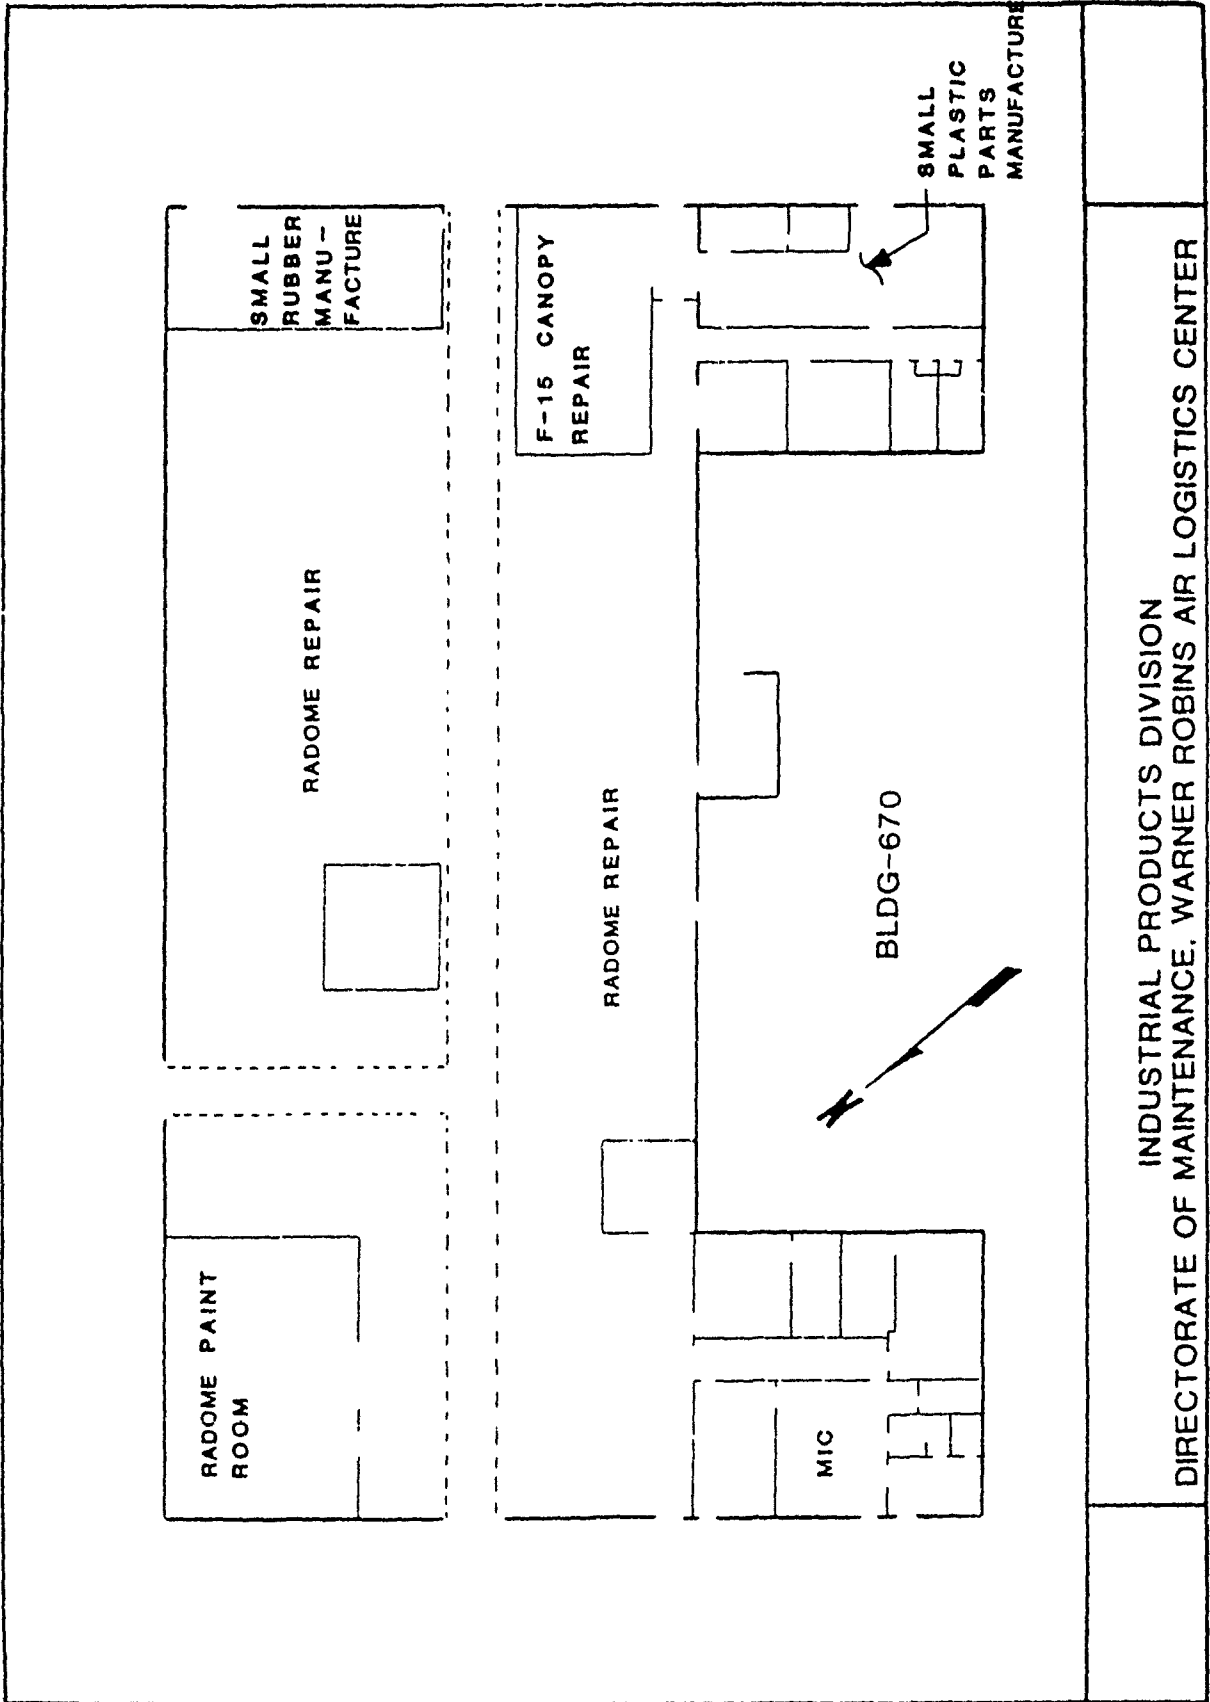 RADOME PAINT
ROOM
RADOME REPAIR
SMALL
RUBBER
MANU-
FACTURE
RADOME REPAIR
F-15 CANOPY
REPAIR
MIC
BLDG-670
SMALL
PLASTIC
PARTS
MANUFACTURE
N
INDUSTRIAL PRODUCTS DIVISION
DIRECTORATE OF MAINTENANCE, WARNER ROBINS AIR LOGISTICS CENTER